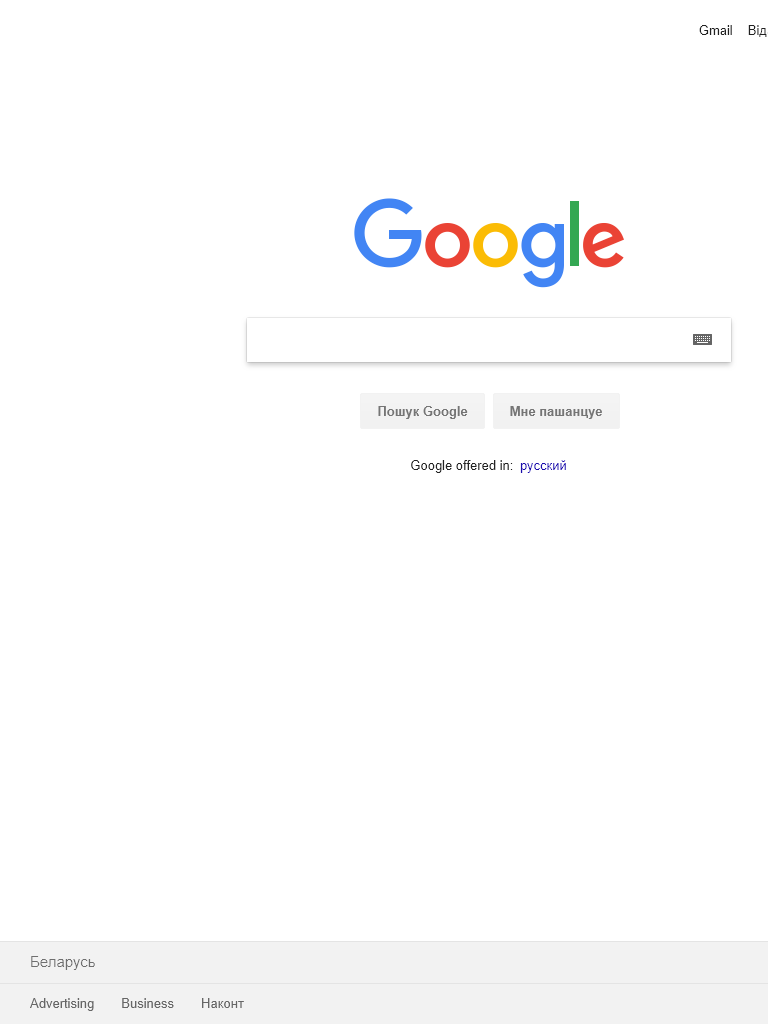 Gmail Від
Google
Пошук Google Мне пашанцуе
Google offered in: русский
Беларусь
Advertising Business Наконт